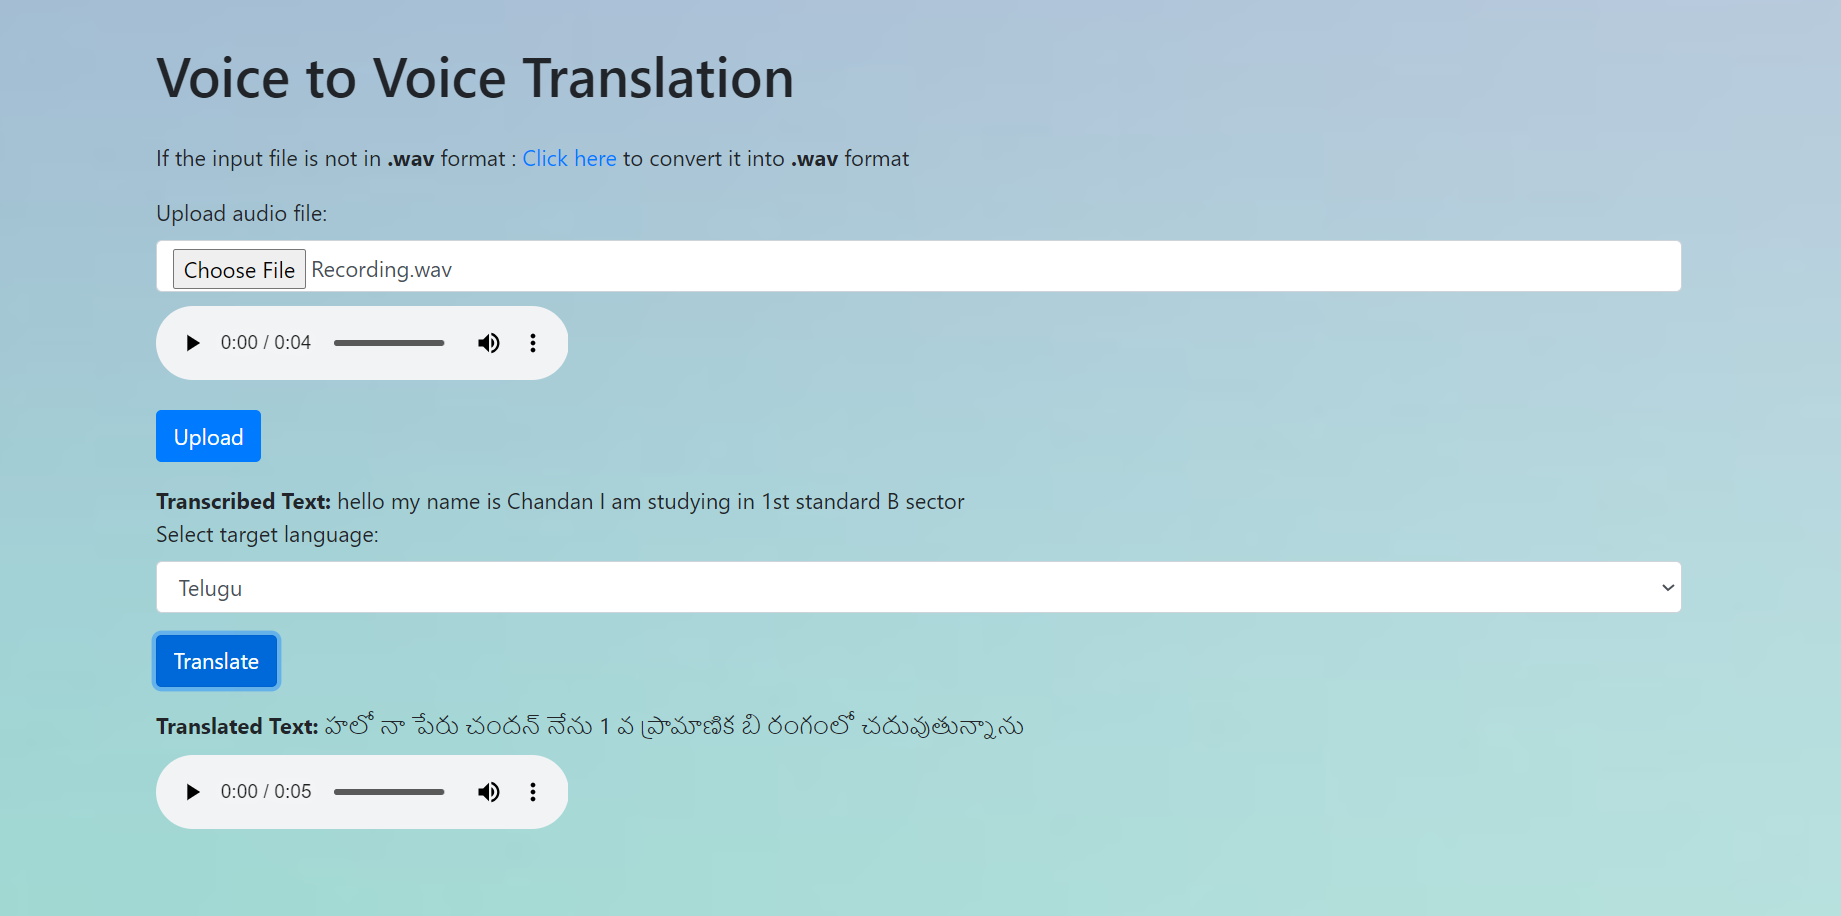 Voice to Voice Translation
If the input file is not in .wav format : Click here to convert it into .wav format
Upload audio file:
Choose File Recording.wav
0:00 / 0:04
Upload
Transcribed Text: hello my name is Chandan I am studying in 1st standard B sector
Select target language:
Telugu
Translate
Translated Text: హలో నా పేరు చందన్ నేను 1 వ ప్రామాణిక బి రంగంలో చదువుతున్నాను
0:00 / 0:05